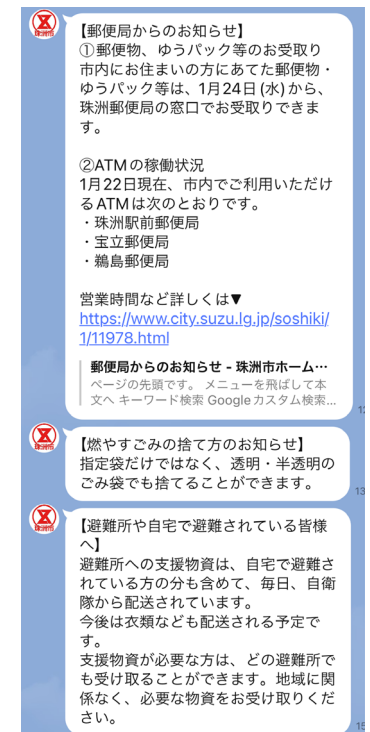 【郵便局からのお知らせ】
①郵便物、ゆうパック等のお受取り
市内にお住まいの方にあてた郵便物・
ゆうパック等は、1月24日(水)から、
珠洲郵便局の窓口でお受取りできま
す。
②ATMの稼働状況
1月22日現在、市内でご利用いただけ
るATMは次のとおりです。
・珠洲駅前郵便局
・宝立郵便局
・鵜島郵便局
営業時間など詳しくは▼
https://www.city.suzu.lg.jp/soshiki/
1/11978.html
郵便局からのお知らせ - 珠洲市ホーム…
ページの先頭です。 メニューを飛ばして本
文へ キーワード検索 Googleカスタム検索...
珠洲市
【燃やすごみの捨て方のお知らせ】
指定袋だけではなく、透明・半透明の
ごみ袋でも捨てることができます。
珠洲市
【避難所や自宅で避難されている皆様
へ】
避難所への支援物資は、自宅で避難さ
れている方の分も含めて、毎日、自衛
隊から配送されています。
今後は衣類なども配送される予定で
す。
支援物資が必要な方は、どの避難所で
も受け取ることができます。地域に関
係なく、必要な物資をお受け取りくだ
さい。
珠洲市